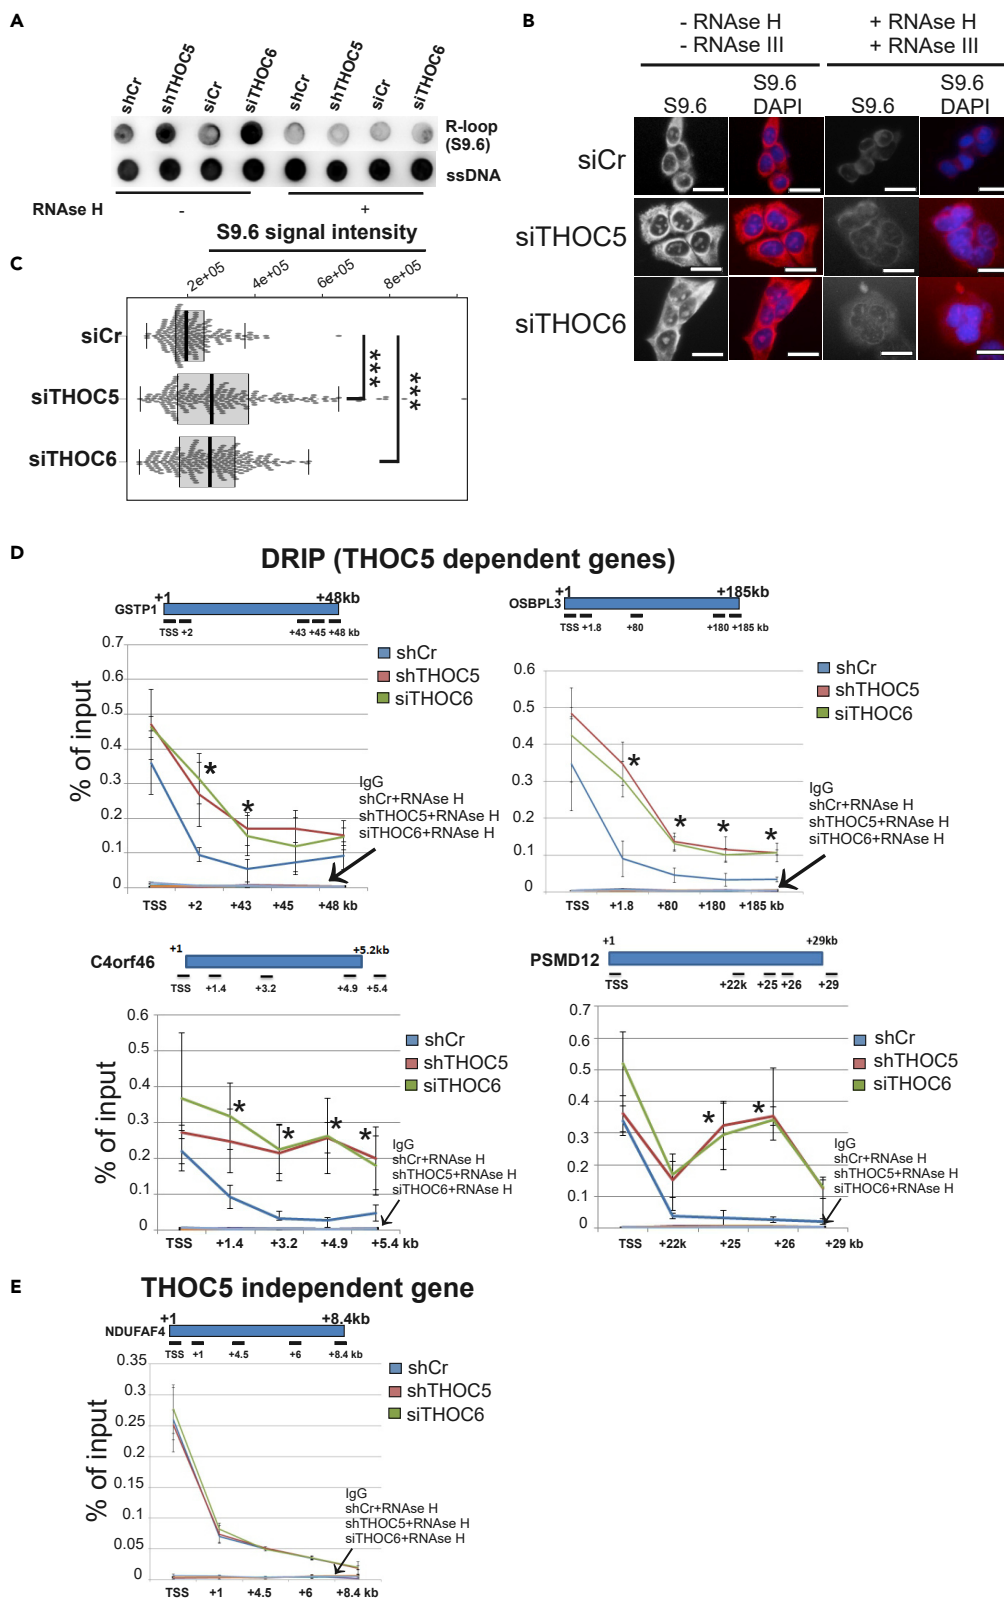 A
shCr shTHOC5 siCr siTHOC6 shCr shTHOC5 siCr siTHOC6
R-loop
(S9.6)
ssDNA
RNAse H - +
B
- RNAse H + RNAse H
- RNAse III + RNAse III
S9.6 S9.6 DAPI S9.6 S9.6 DAPI
siCr
siTHOC5
siTHOC6
C
S9.6 signal intensity
2e+05 4e+05 6e+05 8e+05
siCr
siTHOC5
siTHOC6
***
***
D
DRIP (THOC5 dependent genes)
+1 +48kb
GSTP1
TSS +2 +43 +45 +48 kb
0.7
0.6
0.5
0.4
0.3
0.2
0.1
0
% of input
shCr
shTHOC5
siTHOC6
* *
IgG
shCr+RNAse H
shTHOC5+RNAse H
siTHOC6+RNAse H
TSS +2 +43 +45 +48 kb
+1 +185kb
OSBPL3
TSS +1.8 +80 +180 +185 kb
0.6
0.5
0.4
0.3
0.2
0.1
0
shCr
shTHOC5
siTHOC6
* * * *
IgG
shCr+RNAse H
shTHOC5+RNAse H
siTHOC6+RNAse H
TSS +1.8 +80 +180 +185 kb
+1 +5.2kb
C4orf46
TSS +1.4 +3.2 +4.9 +5.4
0.6
0.5
0.4
0.3
0.2
0.1
0
% of input
shCr
shTHOC5
siTHOC6
* * * *
IgG
shCr+RNAse H
shTHOC5+RNAse H
siTHOC6+RNAse H
TSS +1.4 +3.2 +4.9 +5.4 kb
+1 +29kb
PSMD12
TSS +22k +25 +26 +29
0.7
0.6
0.5
0.4
0.3
0.2
0.1
0
shCr
shTHOC5
siTHOC6
* *
IgG
shCr+RNAse H
shTHOC5+RNAse H
siTHOC6+RNAse H
TSS +22k +25 +26 +29 kb
E
THOC5 independent gene
+1 +8.4kb
NDUFAF4
TSS +1 +4.5 +6 +8.4 kb
0.35
0.3
0.25
0.2
0.15
0.1
0.05
0
% of input
shCr
shTHOC5
siTHOC6
IgG
shCr+RNAse H
shTHOC5+RNAse H
siTHOC6+RNAse H
TSS +1 +4.5 +6 +8.4 kb